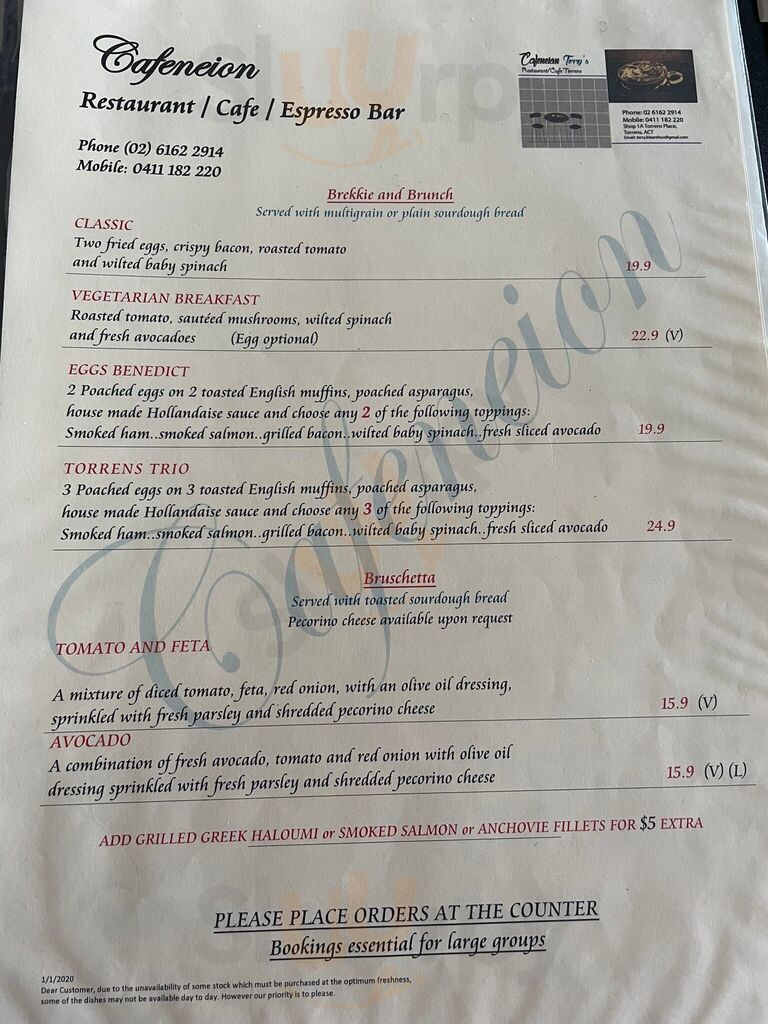 Cafeneion
Restaurant / Cafe / Espresso Bar
Phone (02) 6162 2914
Mobile: 0411 182 220
Cafeneion Terry's
Restaurant/Cafe Torrens
Phone: 02 6162 2914
Mobile: 0411 182 220
Shop 1A Torrens Place,
Torrens, ACT
Brekkie and Brunch
Served with multigrain or plain sourdough bread
CLASSIC
Two fried eggs, crispy bacon, roasted tomato
and wilted baby spinach 19.9
VEGETARIAN BREAKFAST
Roasted tomato, sautéed mushrooms, wilted spinach
and fresh avocadoes (Egg optional) 22.9 (V)
EGGS BENEDICT
2 Poached eggs on 2 toasted English muffins, poached asparagus,
house made Hollandaise sauce and choose any 2 of the following toppings:
Smoked ham..smoked salmon..grilled bacon..wilted baby spinach..fresh sliced avocado 19.9
TORRENS TRIO
3 Poached eggs on 3 toasted English muffins, poached asparagus,
house made Hollandaise sauce and choose any 3 of the following toppings:
Smoked ham..smoked salmon..grilled bacon..wilted baby spinach..fresh sliced avocado 24.9
Cafeneion
Bruschetta
Served with toasted sourdough bread
Pecorino cheese available upon request
TOMATO AND FETA
A mixture of diced tomato, feta, red onion, with an olive oil dressing,
sprinkled with fresh parsley and shredded pecorino cheese 15.9 (V)
AVOCADO
A combination of fresh avocado, tomato and red onion with olive oil
dressing sprinkled with fresh parsley and shredded pecorino cheese 15.9 (V) (L)
ADD GRILLED GREEK HALOUMI or SMOKED SALMON or ANCHOVIE FILLETS FOR $5 EXTRA
PLEASE PLACE ORDERS AT THE COUNTER
Bookings essential for large groups
1/1/2020
Dear Customer, due to the unavailability of some stock which must be purchased at the optimum freshness,
some of the dishes may not be available day to day. However our priority is to please.